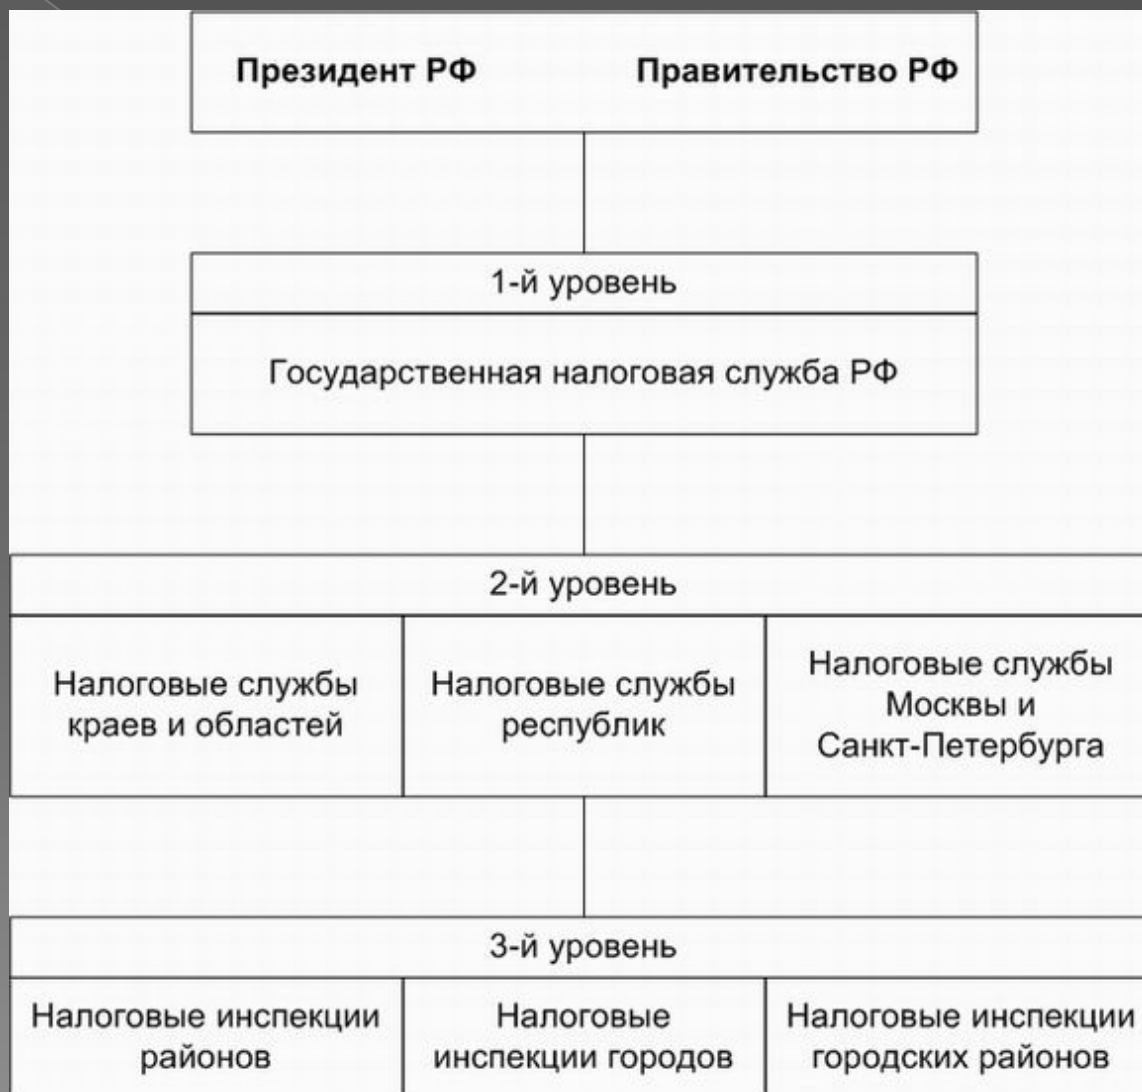 Президент РФ Правительство РФ
1-й уровень
Государственная налоговая служба РФ
2-й уровень
Налоговые службы
краев и областей
Налоговые службы
республик
Налоговые службы
Москвы и
Санкт-Петербурга
3-й уровень
Налоговые инспекции
районов
Налоговые
инспекции городов
Налоговые инспекции
городских районов